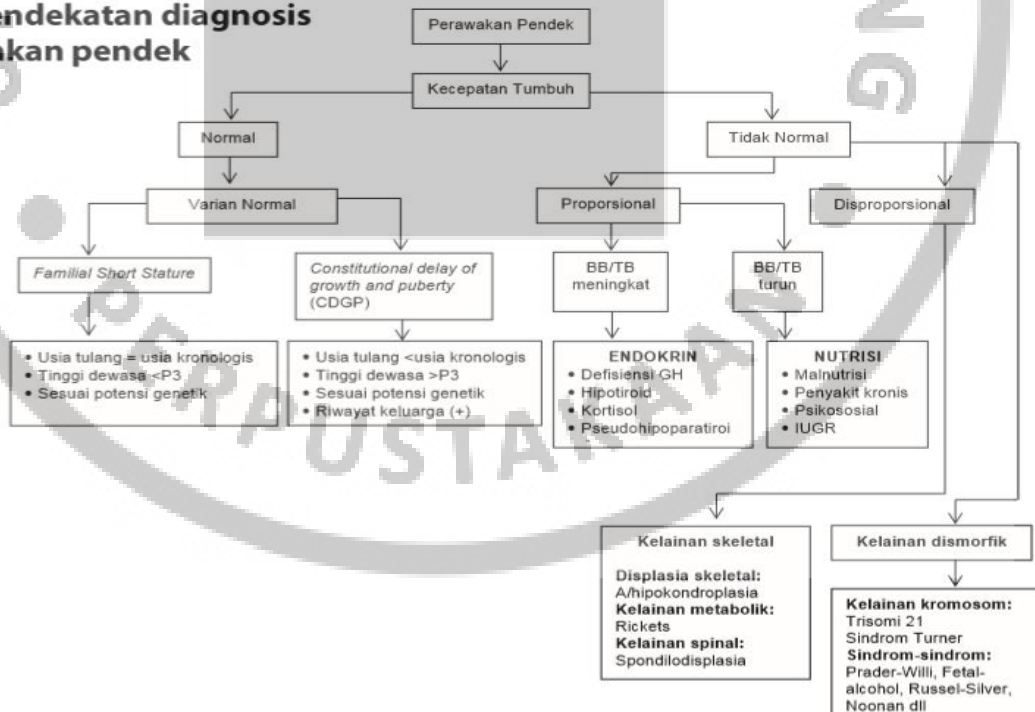 endekatan diagnosis
akan pendek
Perawakan Pendek
Kecepatan Tumbuh
Normal
Tidak Normal
Varian Normal
Proporsional
Disproporsional
Familial Short Stature
Constitutional delay of
growth and puberty
(CDGP)
BB/TB
meningkat
BB/TB
turun
• Usia tulang = usia kronologis
• Tinggi dewasa <P3
• Sesuai potensi genetik
• Usia tulang <usia kronologis
• Tinggi dewasa >P3
• Sesuai potensi genetik
• Riwayat keluarga (+)
ENDOKRIN
• Defisiensi GH
• Hipotiroid
• Kortisol
• Pseudohipoparatiroi
NUTRISI
• Malnutrisi
• Penyakit kronis
• Psikososial
• IUGR
Kelainan skeletal
Displasia skeletal:
A/hipokondroplasia
Kelainan metabolik:
Rickets
Kelainan spinal:
Spondilodisplasia
Kelainan dismorfik
Kelainan kromosom:
Trisomi 21
Sindrom Turner
Sindrom-sindrom:
Prader-Willi, Fetal-
alcohol, Russel-Silver,
Noonan dll
PERPUSTAKAAN
NG